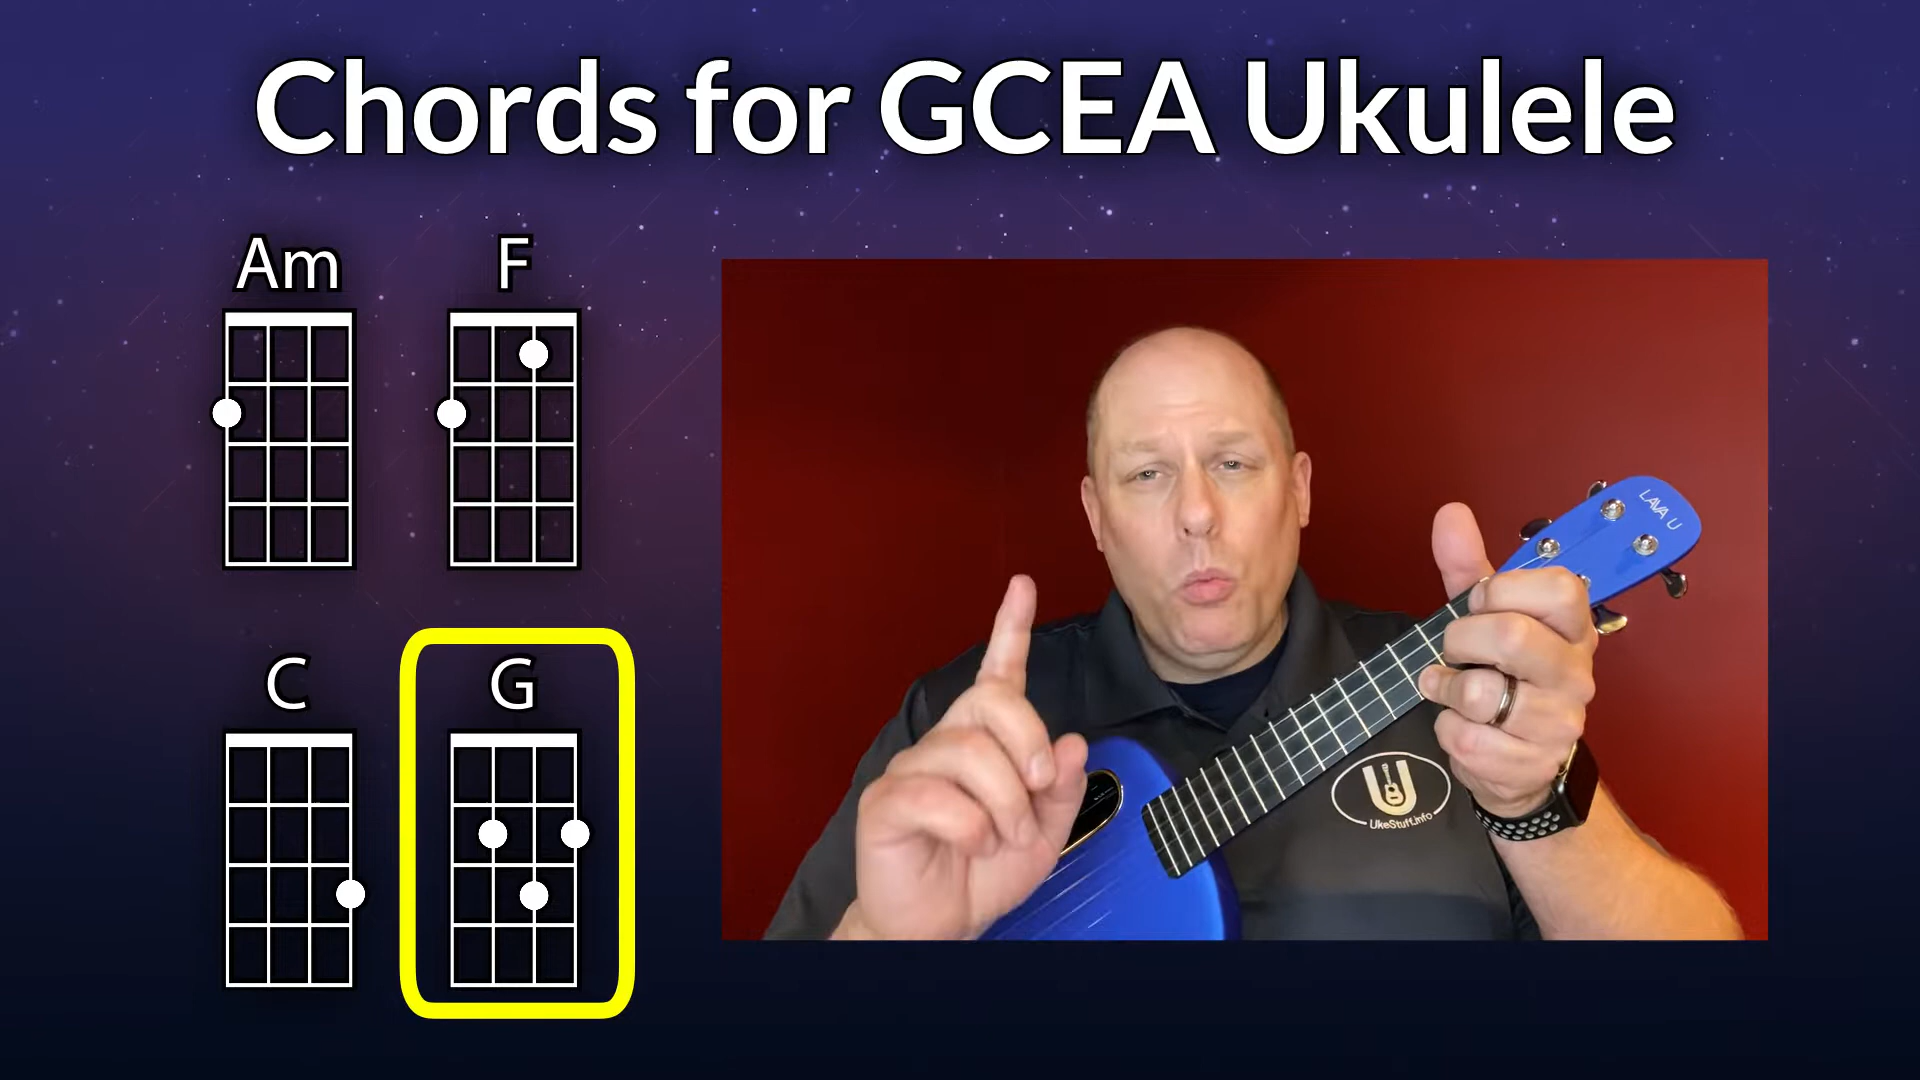 Chords for GCEA Ukulele
Am F
C G
LAVA U
U
UkeStuff.info